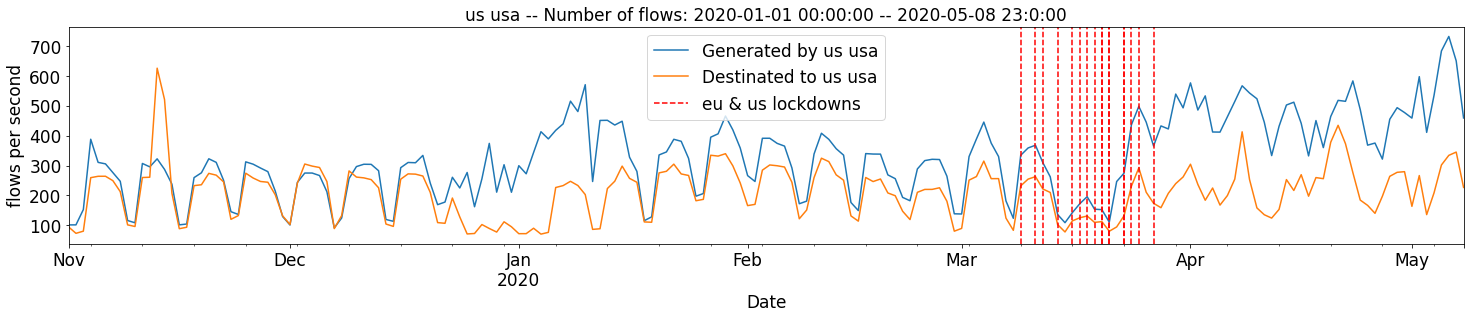 us usa -- Number of flows: 2020-01-01 00:00:00 -- 2020-05-08 23:0:00
Generated by us usa
Destinated to us usa
eu & us lockdowns
flows per second
700
600
500
400
300
200
100
Nov Dec Jan Feb Mar Apr May
2020
Date